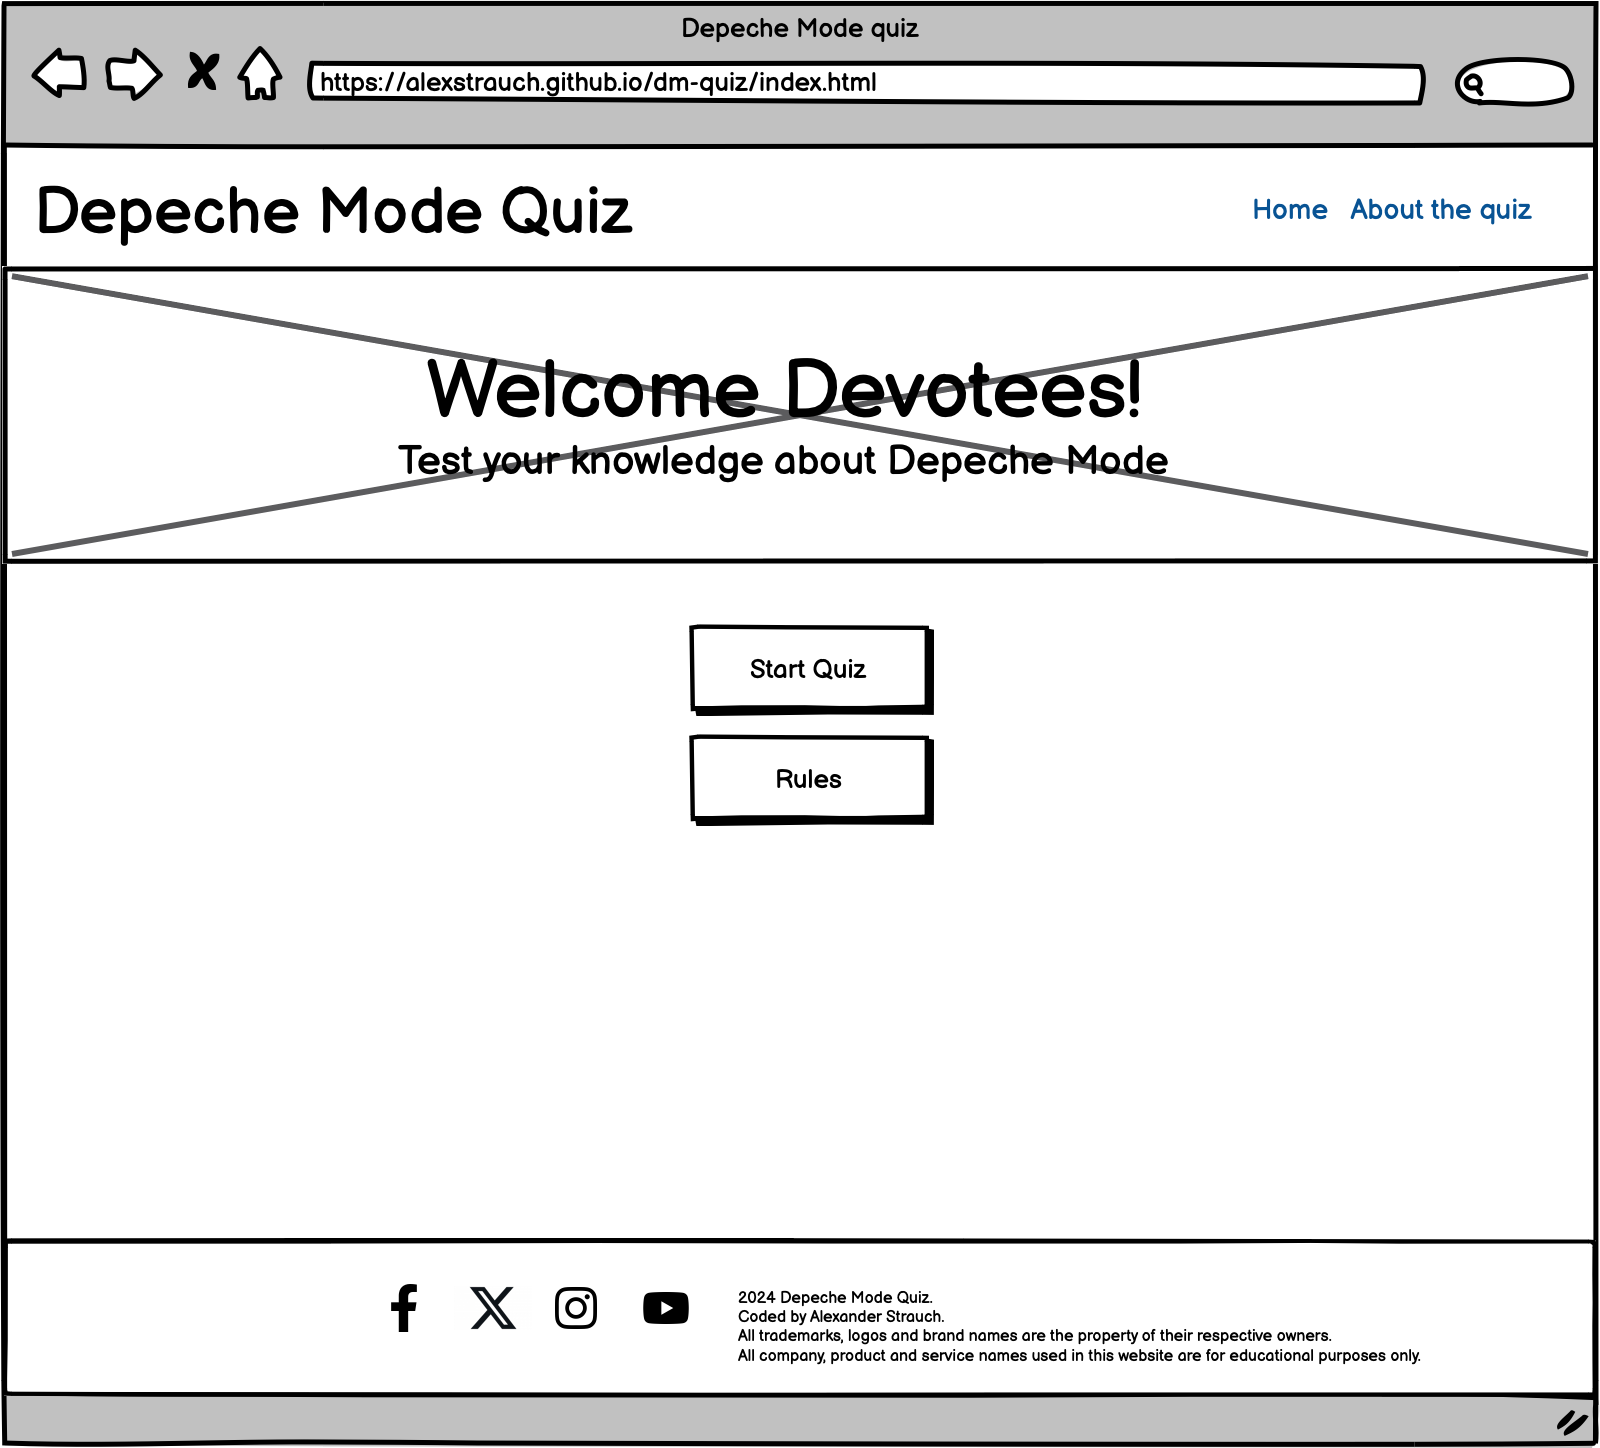 Depeche Mode quiz
https://alexstrauch.github.io/dm-quiz/index.html
Depeche Mode Quiz
Home About the quiz
Welcome Devotees!
Test your knowledge about Depeche Mode
Start Quiz
Rules
2024 Depeche Mode Quiz.
Coded by Alexander Strauch.
All trademarks, logos and brand names are the property of their respective owners.
All company, product and service names used in this website are for educational purposes only.